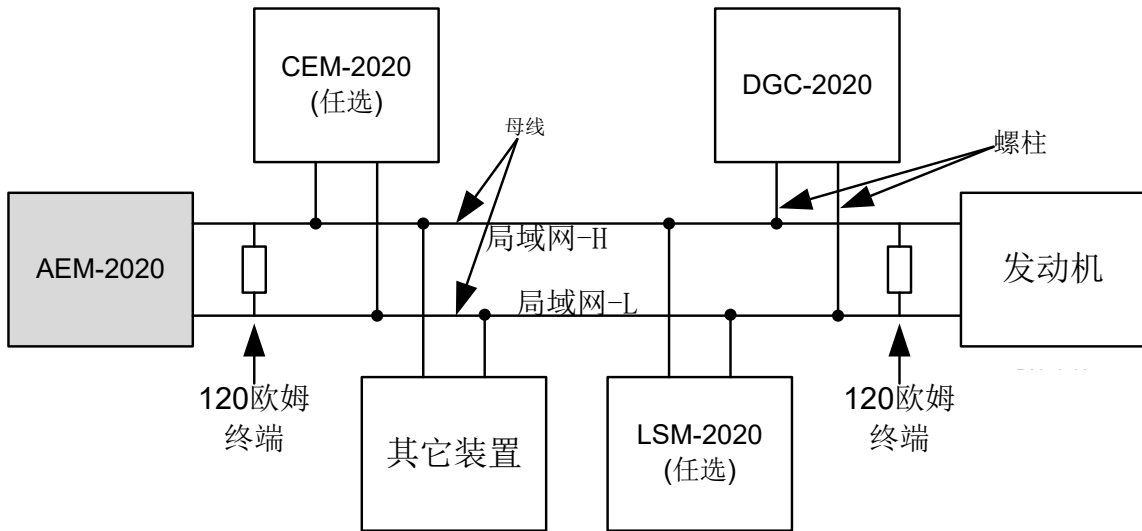 CEM-2020
(任选)
DGC-2020
母线
螺柱
AEM-2020
局域网-H
发动机
局域网-L
120欧姆
终端
其它装置
LSM-2020
(任选)
120欧姆
终端